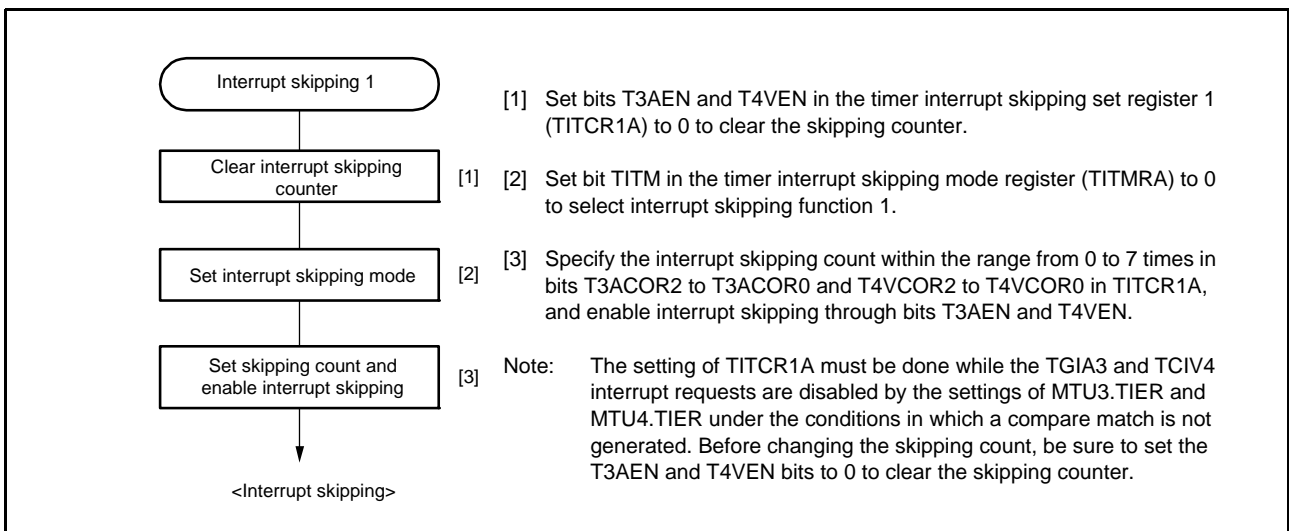 Interrupt skipping 1
Clear interrupt skipping
counter
[1]
Set interrupt skipping mode
[2]
Set skipping count and
enable interrupt skipping
[3]
<Interrupt skipping>
[1] Set bits T3AEN and T4VEN in the timer interrupt skipping set register 1
(TITCR1A) to 0 to clear the skipping counter.
[2] Set bit TITM in the timer interrupt skipping mode register (TITMRA) to 0
to select interrupt skipping function 1.
[3] Specify the interrupt skipping count within the range from 0 to 7 times in
bits T3ACOR2 to T3ACOR0 and T4VCOR2 to T4VCOR0 in TITCR1A,
and enable interrupt skipping through bits T3AEN and T4VEN.
Note: The setting of TITCR1A must be done while the TGIA3 and TCIV4
interrupt requests are disabled by the settings of MTU3.TIER and
MTU4.TIER under the conditions in which a compare match is not
generated. Before changing the skipping count, be sure to set the
T3AEN and T4VEN bits to 0 to clear the skipping counter.